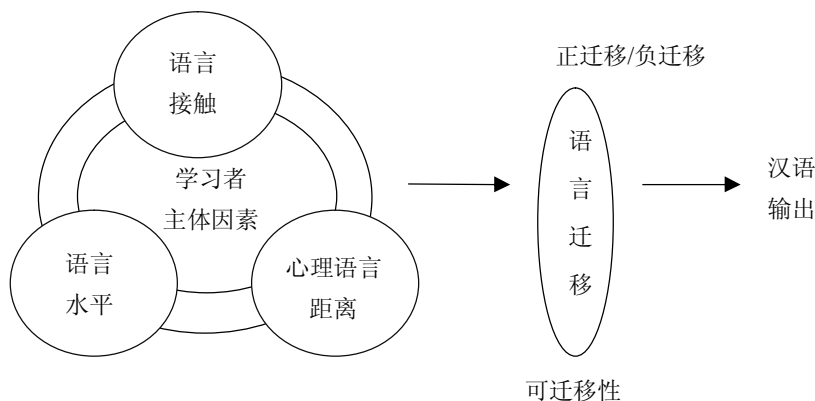 语言
接触
学习者
主体因素
语言
水平
心理语言
距离
正迁移/负迁移
语
言
迁
移
可迁移性
汉语
输出